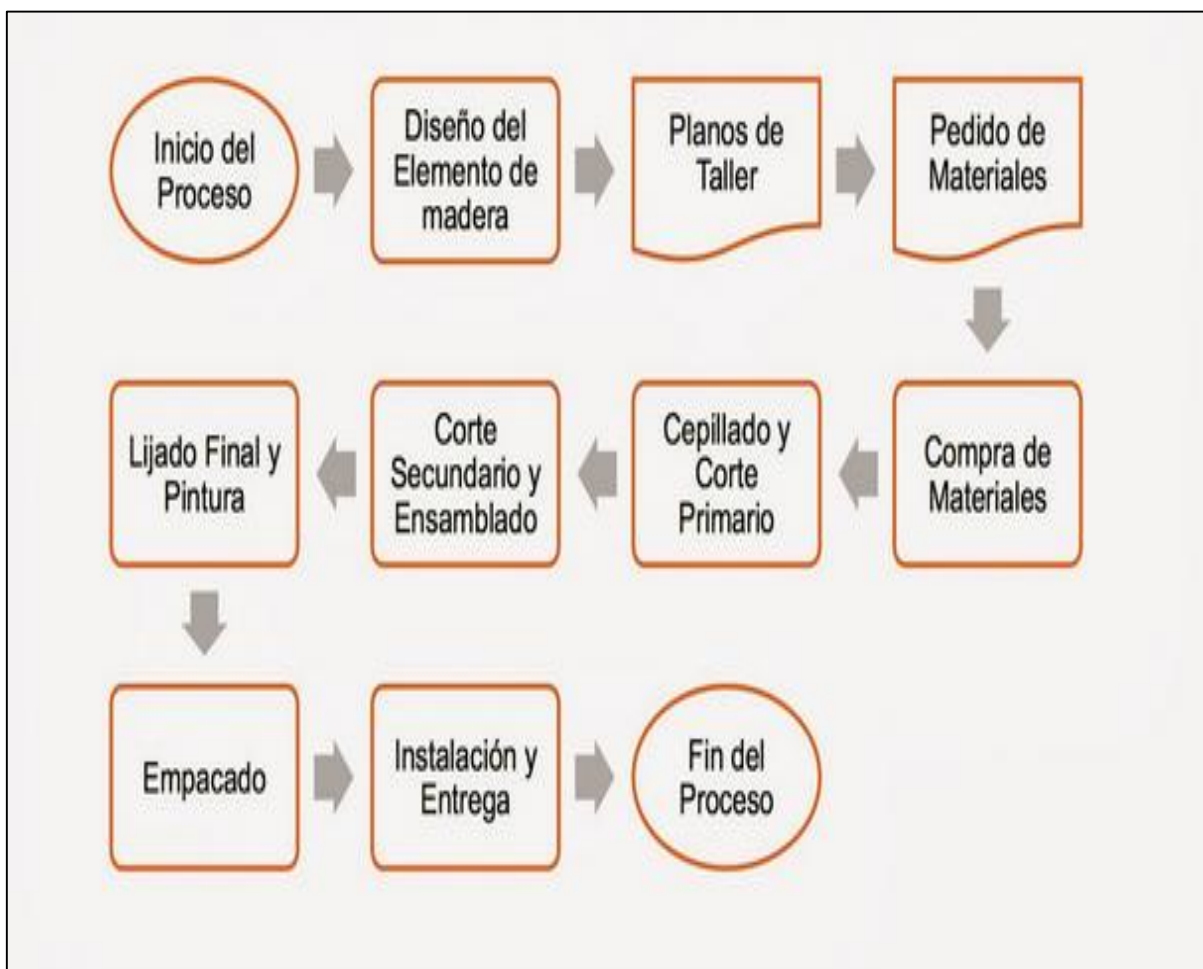 Inicio del
Proceso
Diseño del
Elemento de
madera
Planos de
Taller
Pedido de
Materiales
Compra de
Materiales
Cepillado y
Corte
Primario
Corte
Secundario y
Ensamblado
Lijado Final y
Pintura
Empacado
Instalación y
Entrega
Fin del
Proceso